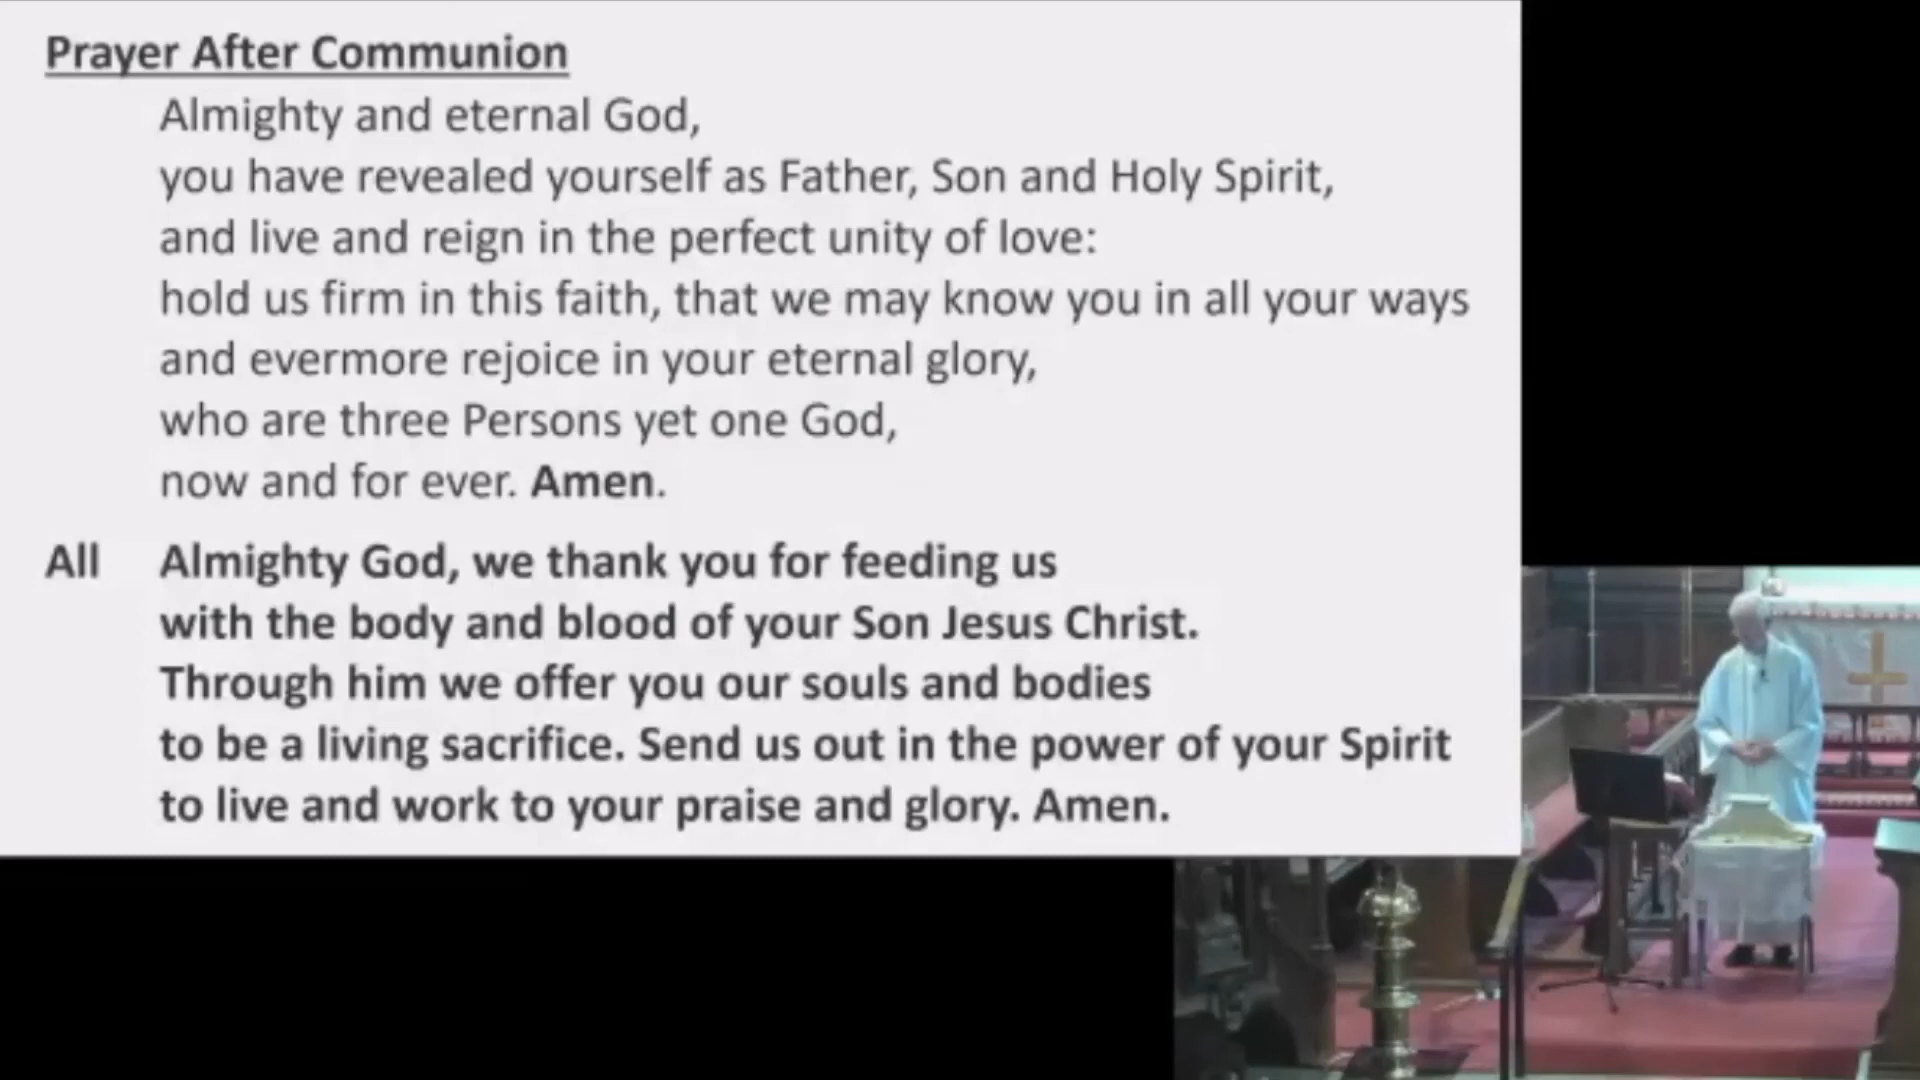 Prayer After Communion
Almighty and eternal God,
you have revealed yourself as Father, Son and Holy Spirit,
and live and reign in the perfect unity of love:
hold us firm in this faith, that we may know you in all your ways
and evermore rejoice in your eternal glory,
who are three Persons yet one God,
now and for ever. Amen.
All Almighty God, we thank you for feeding us
with the body and blood of your Son Jesus Christ.
Through him we offer you our souls and bodies
to be a living sacrifice. Send us out in the power of your Spirit
to live and work to your praise and glory. Amen.